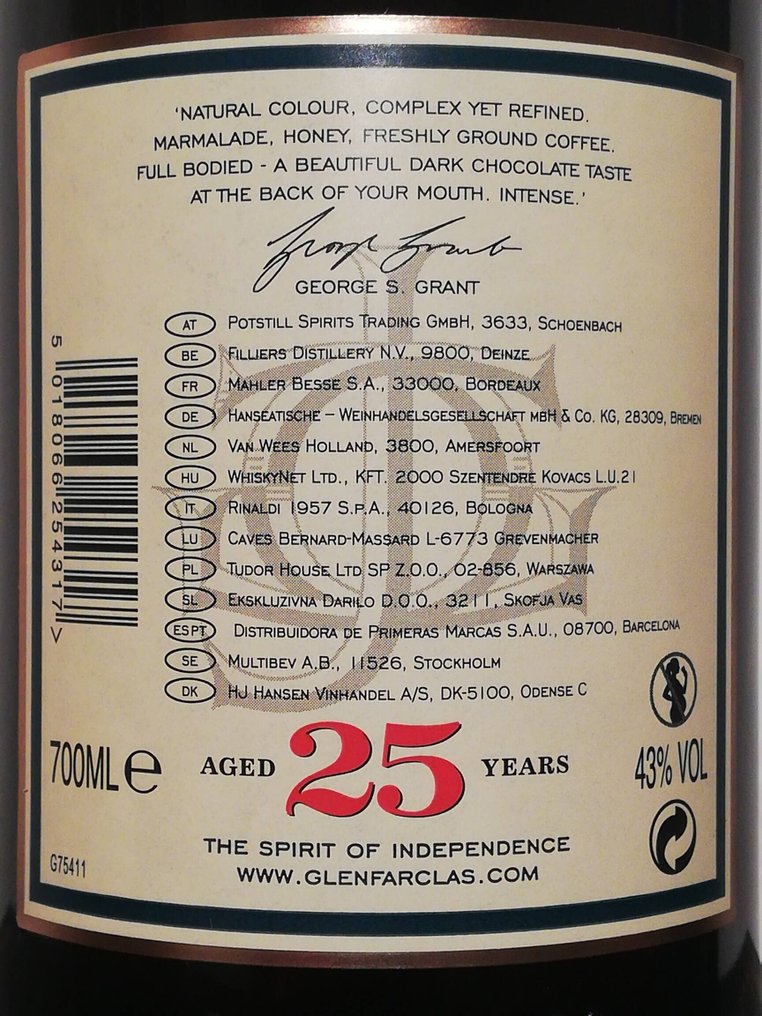 'NATURAL COLOUR, COMPLEX YET REFINED.
MARMALADE, HONEY, FRESHLY GROUND COFFEE.
FULL BODIED - A BEAUTIFUL DARK CHOCOLATE TASTE
AT THE BACK OF YOUR MOUTH. INTENSE.'
GEORGE S. GRANT
AT POTSTILL SPIRITS TRADING GMBH, 3633, SCHOENBACH
BE FILLIERS DISTILLERY N.V., 9800, DEINZE
FR MAHLER BESSE S.A., 33000, BORDEAUX
DE HANSEATISCHE – WEINHANDELSGESELLSCHAFT MBH & CO. KG, 28309, BREMEN
NL VAN WEES HOLLAND, 3800, AMERSFOORT
HU WHISKYNET LTD., KFT. 2000 SZENTENDRE KOVACS L.U.21
IT RINALDI 1957 S.P.A., 40126, BOLOGNA
LU CAVES BERNARD-MASSARD L-6773 GREVENMACHER
PL TUDOR HOUSE LTD SP Z.O.O., 02-856, WARSZAWA
SL EKSKLUZIVNA DARILO D.O.O., 3211, SKOFJA VAS
ES PT DISTRIBUIDORA DE PRIMERAS MARCAS S.A.U., 08700, BARCELONA
SE MULTIBEV A.B., 11526, STOCKHOLM
DK HJ HANSEN VINHANDEL A/S, DK-5100, ODENSE C
5 018066 254317 >
700ML e
AGED 25 YEARS
43% VOL
THE SPIRIT OF INDEPENDENCE
WWW.GLENFARCLAS.COM
G75411